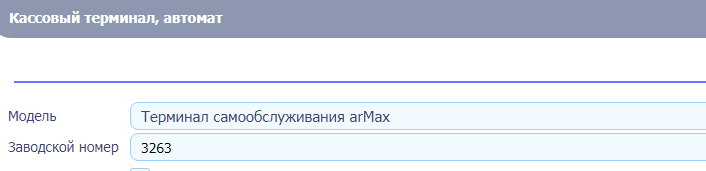 Кассовый терминал, автомат
Модель Терминал самообслуживания arMax
Заводской номер 3263